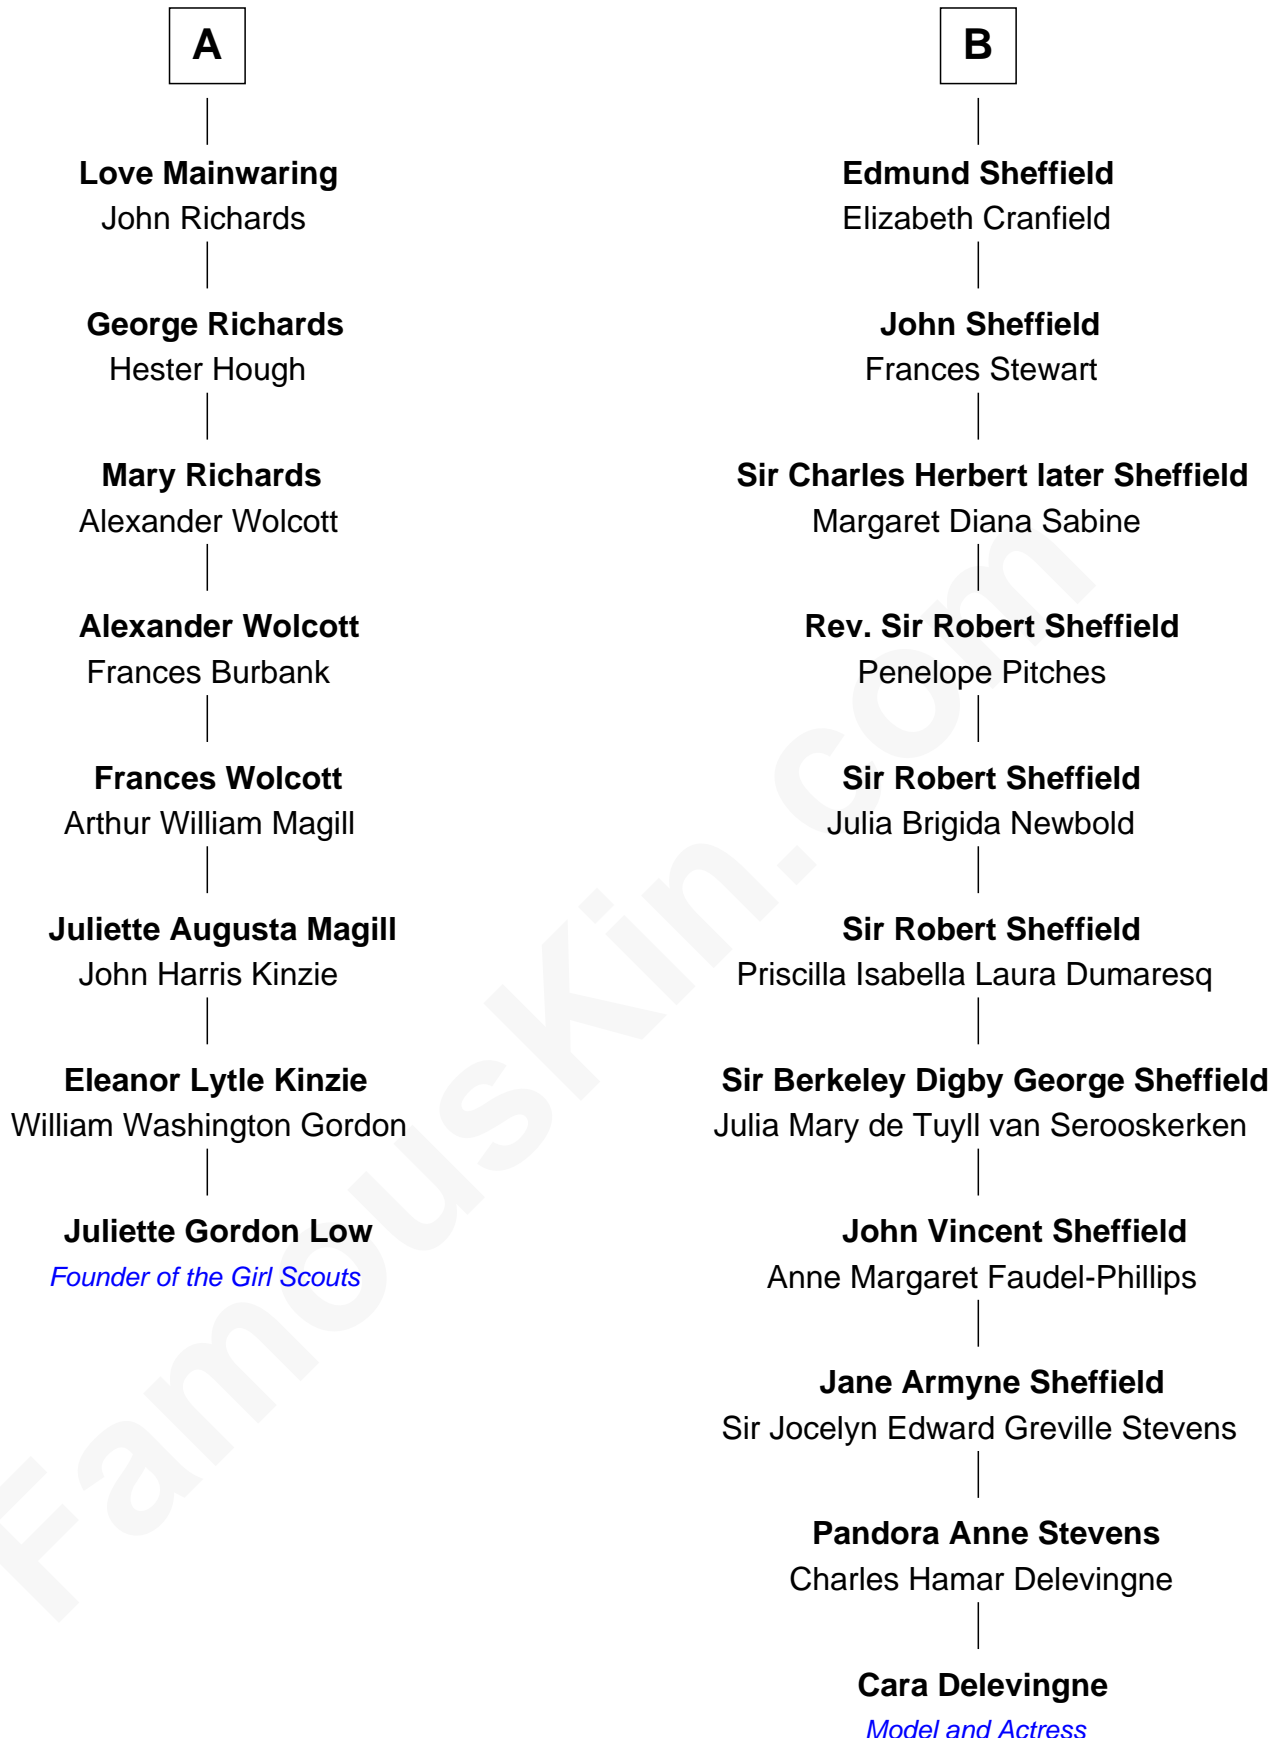 A
Love Mainwaring
John Richards
George Richards
Hester Hough
Mary Richards
Alexander Wolcott
Alexander Wolcott
Frances Burbank
Frances Wolcott
Arthur William Magill
Juliette Augusta Magill
John Harris Kinzie
Eleanor Lytle Kinzie
William Washington Gordon
Juliette Gordon Low
Founder of the Girl Scouts
B
Edmund Sheffield
Elizabeth Cranfield
John Sheffield
Frances Stewart
Sir Charles Herbert later Sheffield
Margaret Diana Sabine
Rev. Sir Robert Sheffield
Penelope Pitches
Sir Robert Sheffield
Julia Brigida Newbold
Sir Robert Sheffield
Priscilla Isabella Laura Dumaresq
Sir Berkeley Digby George Sheffield
Julia Mary de Tuyll van Serooskerken
John Vincent Sheffield
Anne Margaret Faudel-Phillips
Jane Armyne Sheffield
Sir Jocelyn Edward Greville Stevens
Pandora Anne Stevens
Charles Hamar Delevingne
Cara Delevingne
Model and Actress
FamousKin.com